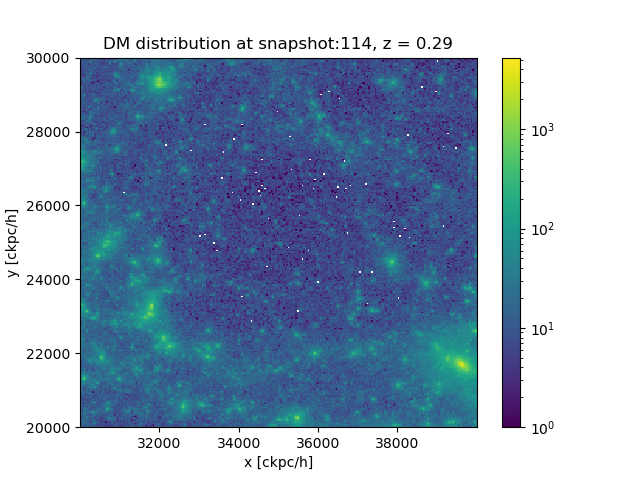 DM distribution at snapshot:114, z = 0.29
30000
28000
26000
24000
22000
20000
y [ckpc/h]
32000 34000 36000 38000
x [ckpc/h]
10³
10²
10¹
10⁰